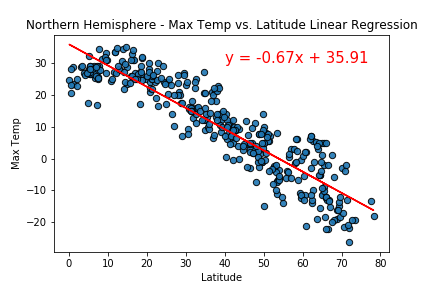 Northern Hemisphere - Max Temp vs. Latitude Linear Regression
y = -0.67x + 35.91
Max Temp
30
20
10
0
−10
−20
0 10 20 30 40 50 60 70 80
Latitude